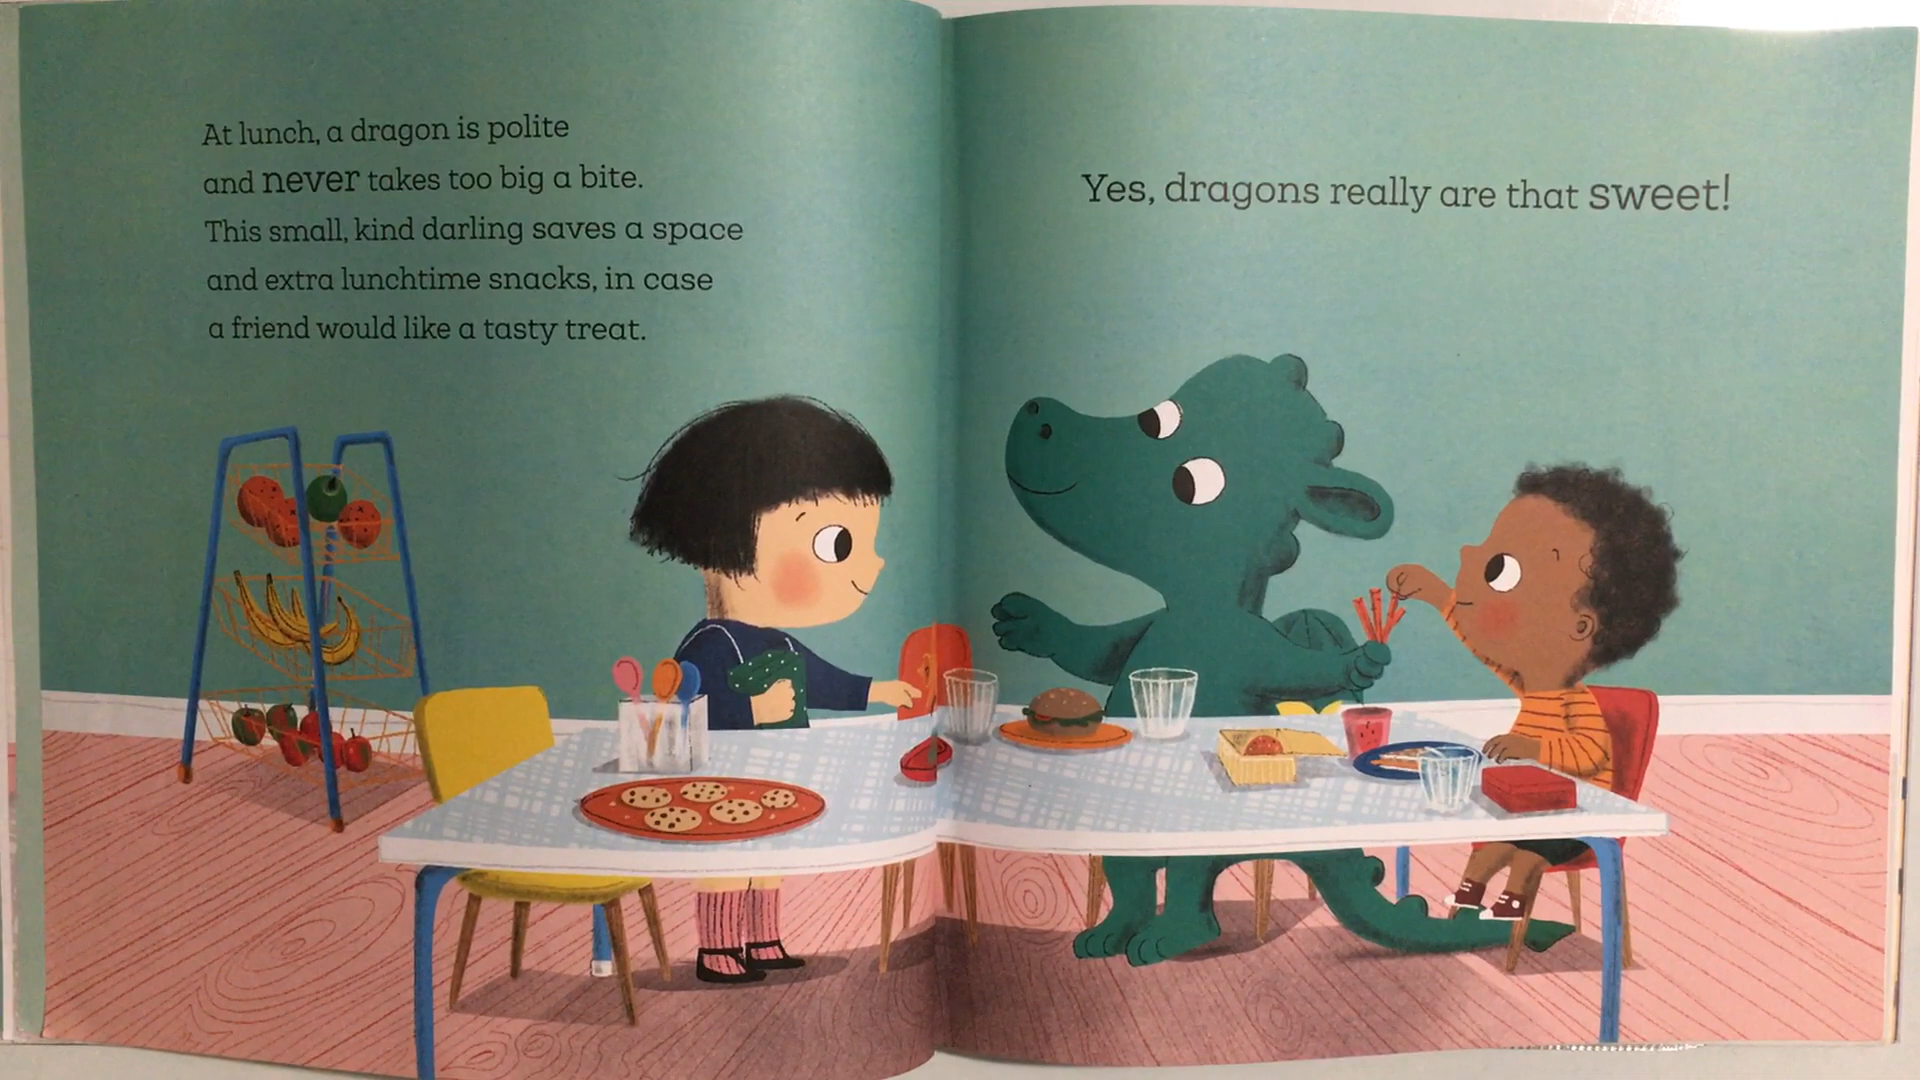 At lunch, a dragon is polite
and never takes too big a bite.
This small, kind darling saves a space
and extra lunchtime snacks, in case
a friend would like a tasty treat.
Yes, dragons really are that sweet!